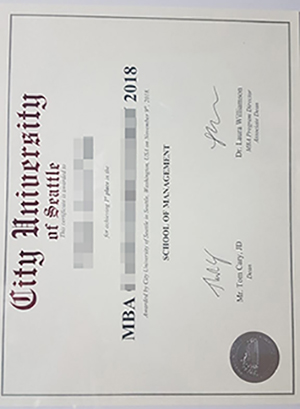 City University
of Seattle
This certificate is awarded to
for achieving 1st place in the
MBA 2018
Awarded by City University of Seattle in Seattle, Washington, USA on November 9th, 2018.
SCHOOL OF MANAGEMENT
Mr. Tom Cary, JD
Dean
Dr. Laura Williamson
MBA Program Director
Associate Dean